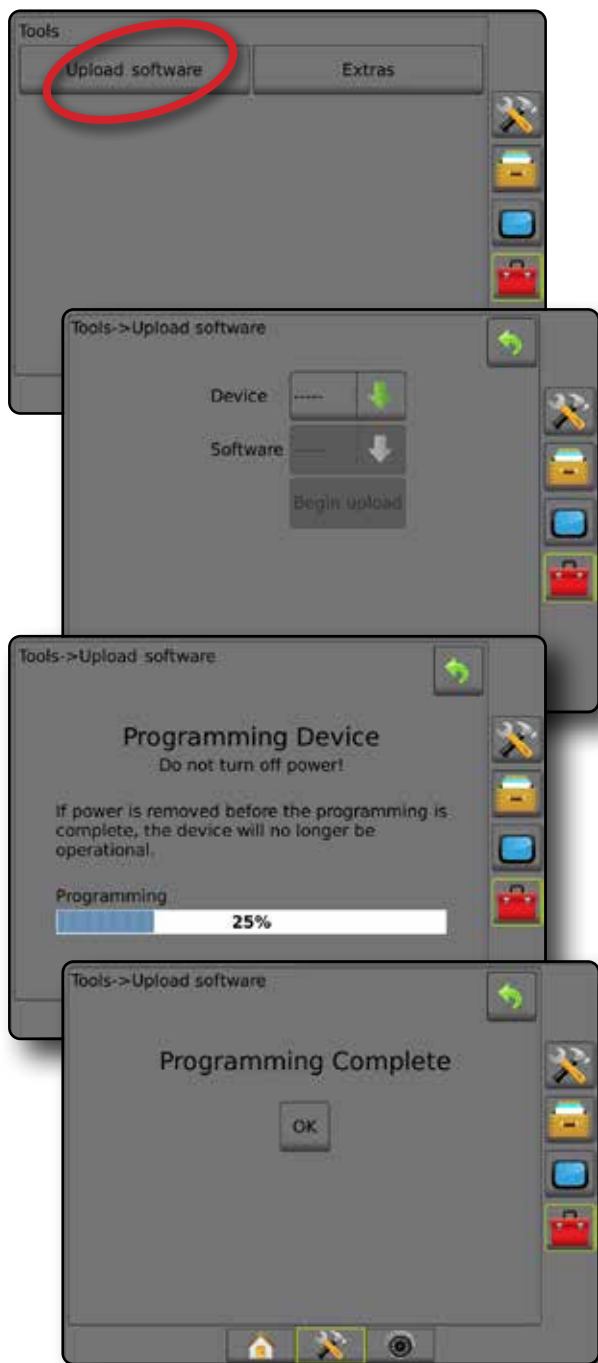 Tools
Upload software
Extras
Tools->Upload software
Device -----
Software -----
Begin upload
Tools->Upload software
Programming Device
Do not turn off power!
If power is removed before the programming is
complete, the device will no longer be
operational.
Programming
25%
Tools->Upload software
Programming Complete
OK